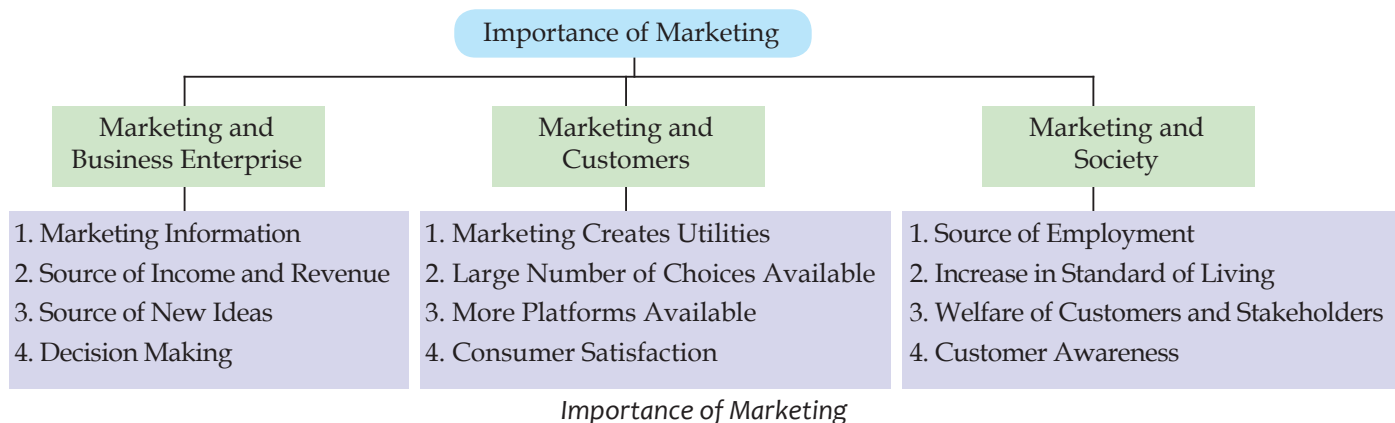 Importance of Marketing
Marketing and
Business Enterprise
1. Marketing Information
2. Source of Income and Revenue
3. Source of New Ideas
4. Decision Making
Marketing and
Customers
1. Marketing Creates Utilities
2. Large Number of Choices Available
3. More Platforms Available
4. Consumer Satisfaction
Marketing and
Society
1. Source of Employment
2. Increase in Standard of Living
3. Welfare of Customers and Stakeholders
4. Customer Awareness
Importance of Marketing